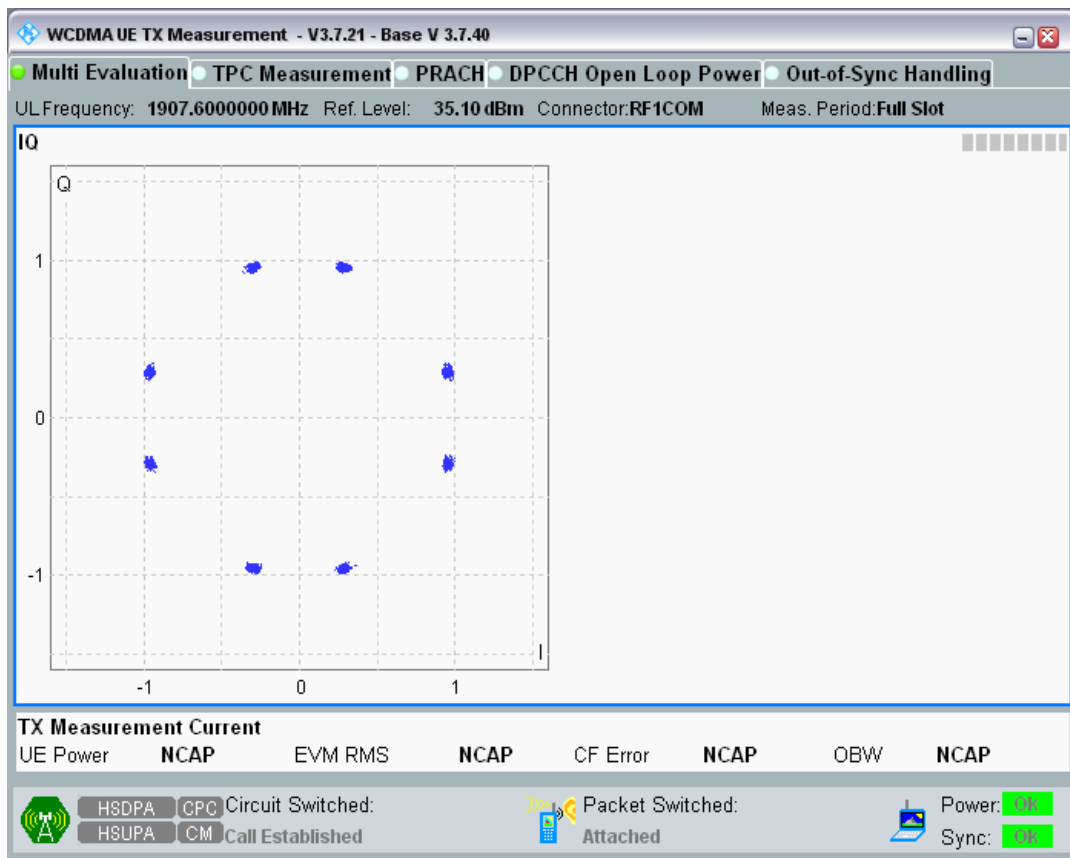 WCDMA UE TX Measurement - V3.7.21 - Base V 3.7.40
Multi Evaluation TPC Measurement PRACH DPCCH Open Loop Power Out-of-Sync Handling
UL Frequency: 1907.6000000 MHz Ref. Level: 35.10 dBm Connector:RF1COM Meas. Period:Full Slot
IQ
Q
1
0
-1
I
-1 0 1
TX Measurement Current
UE Power NCAP EVM RMS NCAP CF Error NCAP OBW NCAP
HSDPA CPC Circuit Switched: Packet Switched: Power: Ok
HSUPA CM Call Established Attached Sync: Ok